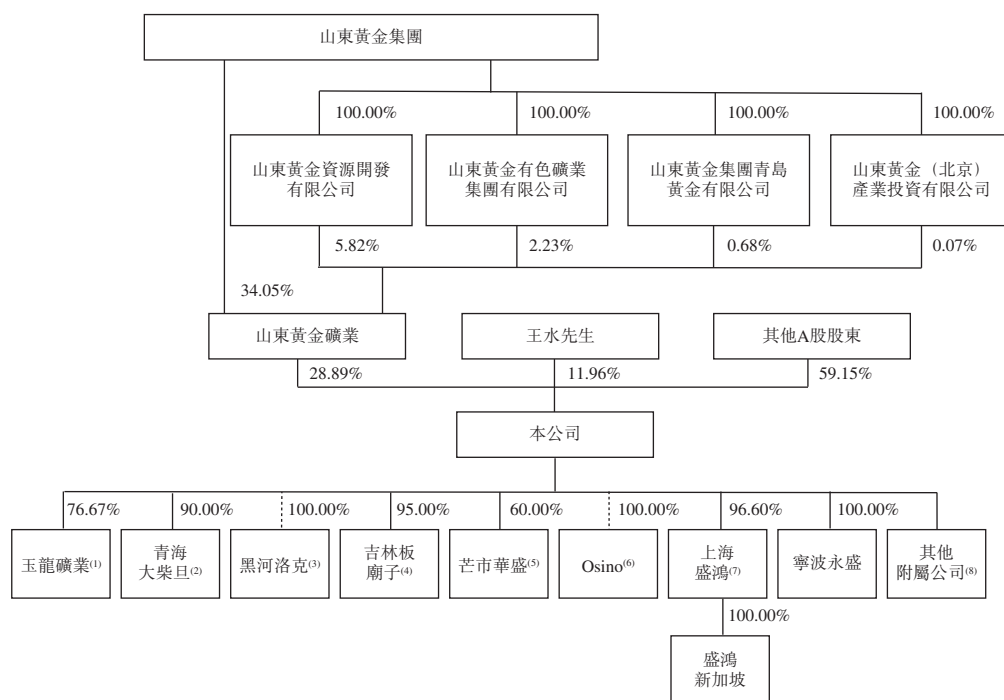 山東黃金集團
100.00%
100.00%
100.00%
100.00%
山東黃金資源開發
有限公司
山東黃金有色礦業
集團有限公司
山東黃金集團青島
黃金有限公司
山東黃金（北京）
產業投資有限公司
5.82%
2.23%
0.68%
0.07%
34.05%
山東黃金礦業
王水先生
其他A股股東
28.89%
11.96%
59.15%
本公司
76.67%
90.00%
100.00%
95.00%
60.00%
100.00%
96.60%
100.00%
玉龍礦業(1)
青海
大柴旦(2)
黑河洛克(3)
吉林板
廟子(4)
芒市華盛(5)
Osino(6)
上海
盛鴻(7)
寧波永盛
其他
附屬公司(8)
100.00%
盛鴻
新加坡